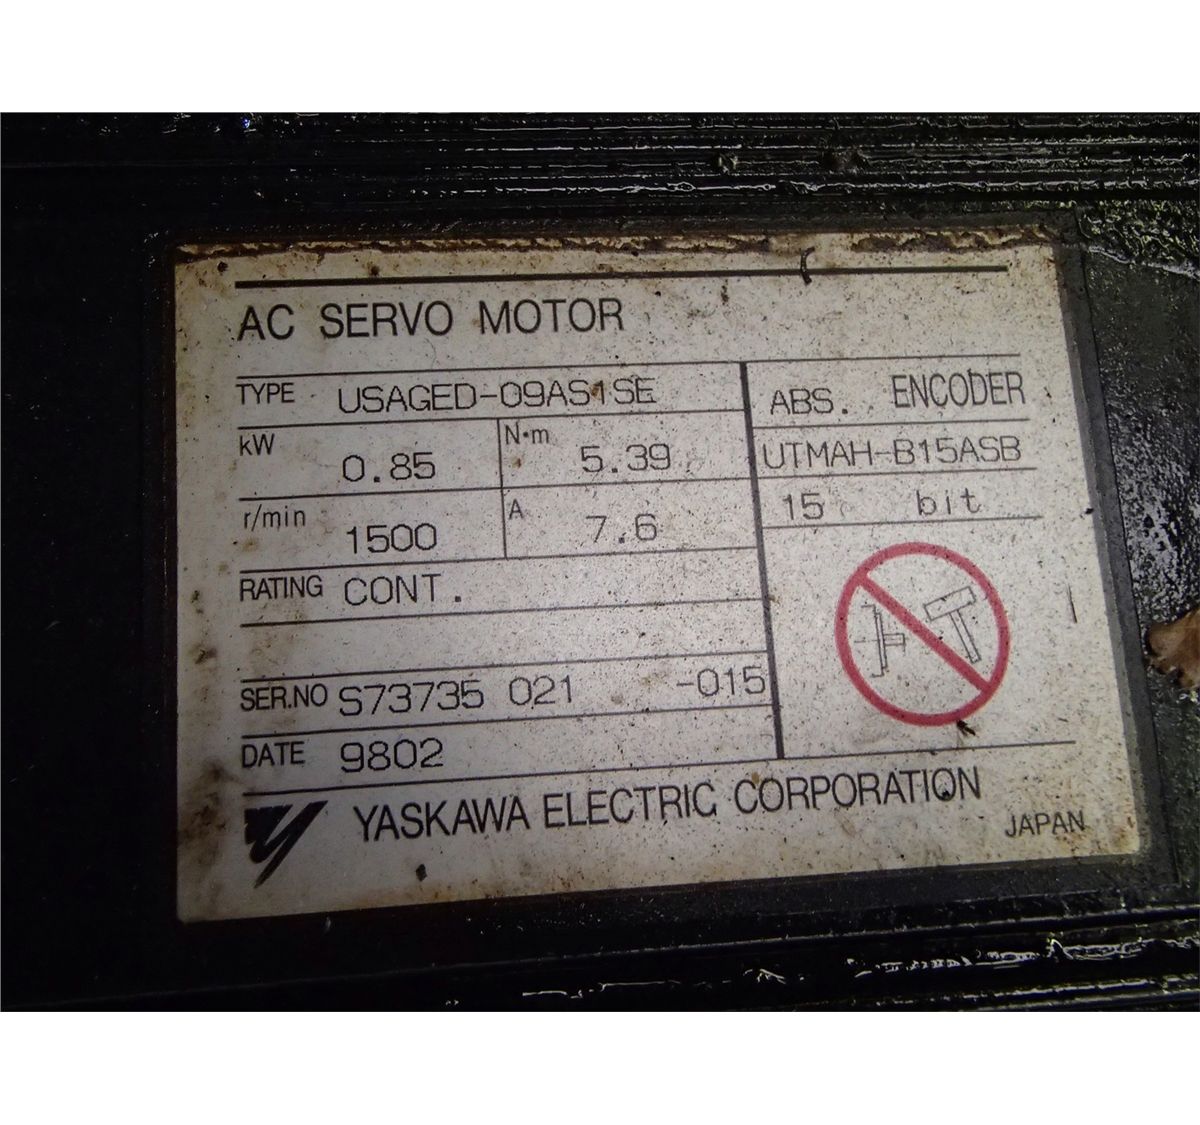 AC SERVO MOTOR
TYPE USAGED-09AS1SE
ABS. ENCODER
kW 0.85 N·m 5.39
UTMAH-B15ASB
r/min 1500 A 7.6
15 bit
RATING CONT.
SER.NO S73735 021 -015
DATE 9802
YASKAWA ELECTRIC CORPORATION
JAPAN